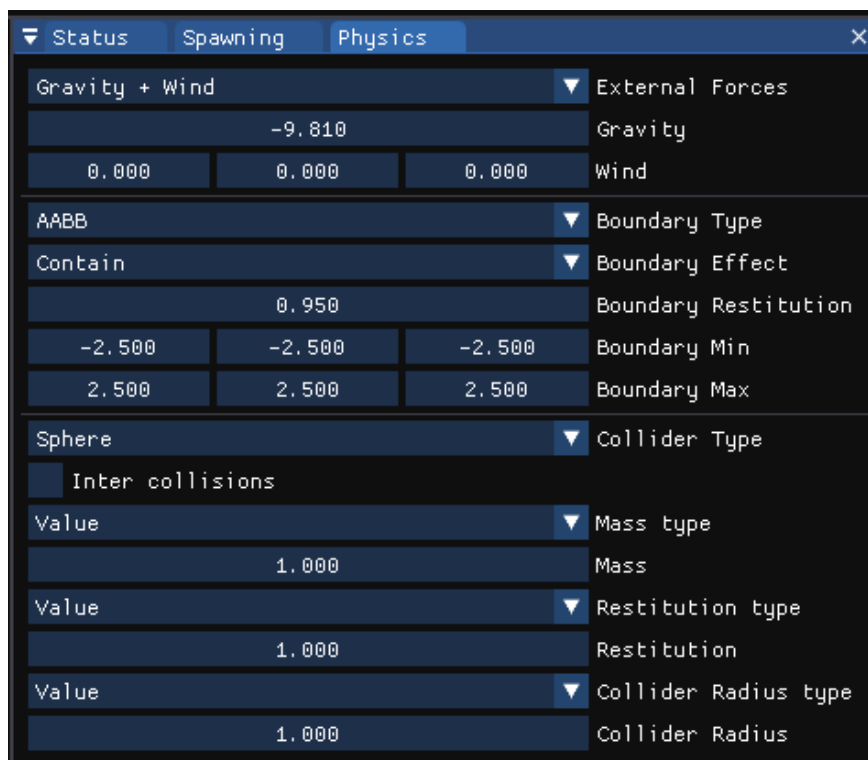 Status Spawning Physics
Gravity + Wind External Forces
-9.810 Gravity
0.000 0.000 0.000 Wind
AABB Boundary Type
Contain Boundary Effect
0.950 Boundary Restitution
-2.500 -2.500 -2.500 Boundary Min
2.500 2.500 2.500 Boundary Max
Sphere Collider Type
Inter collisions
Value Mass type
1.000 Mass
Value Restitution type
1.000 Restitution
Value Collider Radius type
1.000 Collider Radius